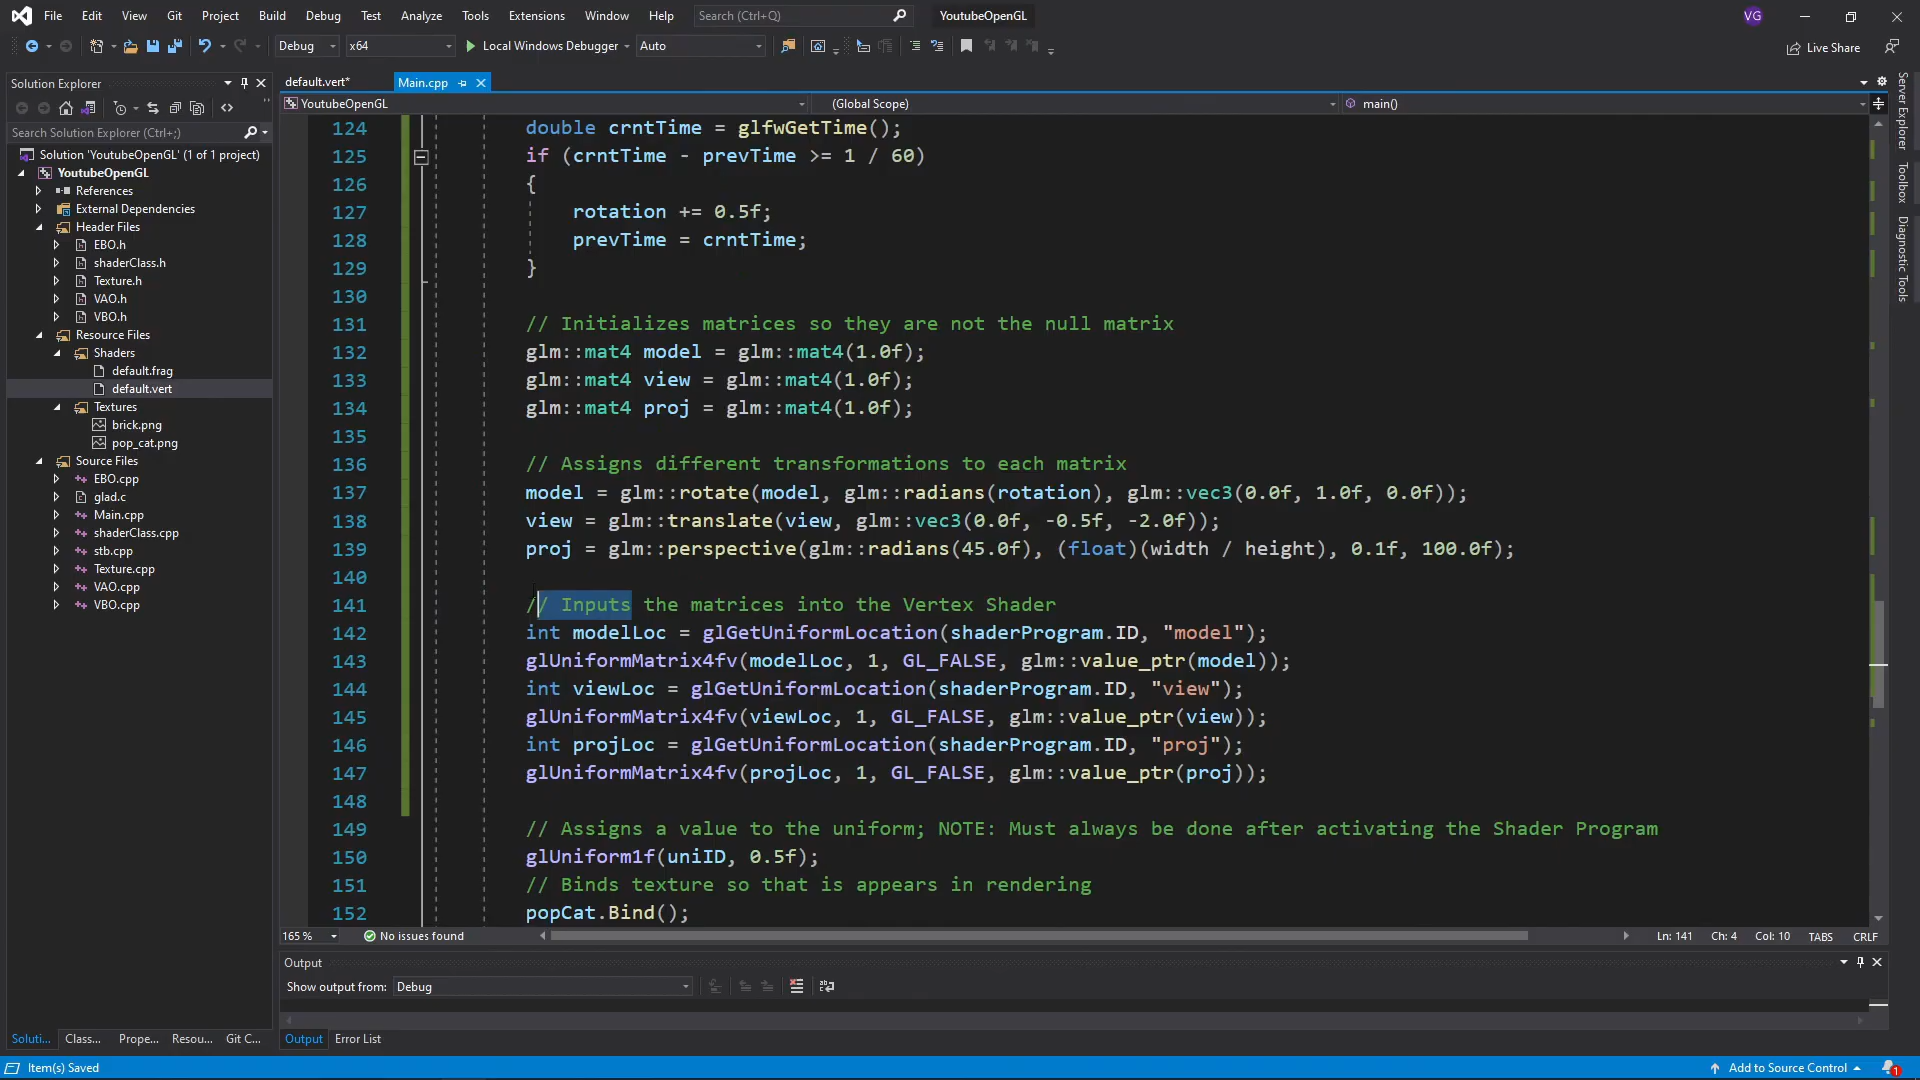 File Edit View Git Project Build Debug Test Analyze Tools Extensions Window Help Search (Ctrl+Q) YoutubeOpenGL VG
Debug x64 Local Windows Debugger Auto Live Share
Solution Explorer
Search Solution Explorer (Ctrl+;)
Solution 'YoutubeOpenGL' (1 of 1 project)
YoutubeOpenGL
References
External Dependencies
Header Files
EBO.h
shaderClass.h
Texture.h
VAO.h
VBO.h
Resource Files
Shaders
default.frag
default.vert
Textures
brick.png
pop_cat.png
Source Files
EBO.cpp
glad.c
Main.cpp
shaderClass.cpp
stb.cpp
Texture.cpp
VAO.cpp
VBO.cpp
Soluti... Class... Prope... Resou... Git C...
default.vert* Main.cpp
YoutubeOpenGL (Global Scope) main()
124 double crntTime = glfwGetTime();
125 if (crntTime - prevTime >= 1 / 60)
126 {
127 rotation += 0.5f;
128 prevTime = crntTime;
129 }
130
131 // Initializes matrices so they are not the null matrix
132 glm::mat4 model = glm::mat4(1.0f);
133 glm::mat4 view = glm::mat4(1.0f);
134 glm::mat4 proj = glm::mat4(1.0f);
135
136 // Assigns different transformations to each matrix
137 model = glm::rotate(model, glm::radians(rotation), glm::vec3(0.0f, 1.0f, 0.0f));
138 view = glm::translate(view, glm::vec3(0.0f, -0.5f, -2.0f));
139 proj = glm::perspective(glm::radians(45.0f), (float)(width / height), 0.1f, 100.0f);
140
141 // Inputs the matrices into the Vertex Shader
142 int modelLoc = glGetUniformLocation(shaderProgram.ID, "model");
143 glUniformMatrix4fv(modelLoc, 1, GL_FALSE, glm::value_ptr(model));
144 int viewLoc = glGetUniformLocation(shaderProgram.ID, "view");
145 glUniformMatrix4fv(viewLoc, 1, GL_FALSE, glm::value_ptr(view));
146 int projLoc = glGetUniformLocation(shaderProgram.ID, "proj");
147 glUniformMatrix4fv(projLoc, 1, GL_FALSE, glm::value_ptr(proj));
148
149 // Assigns a value to the uniform; NOTE: Must always be done after activating the Shader Program
150 glUniform1f(uniID, 0.5f);
151 // Binds texture so that is appears in rendering
152 popCat.Bind();
165 % No issues found Ln: 141 Ch: 4 Col: 10 TABS CRLF
Output
Show output from: Debug
Output Error List
Server Explorer
Toolbox
Diagnostic Tools
Item(s) Saved Add to Source Control 1